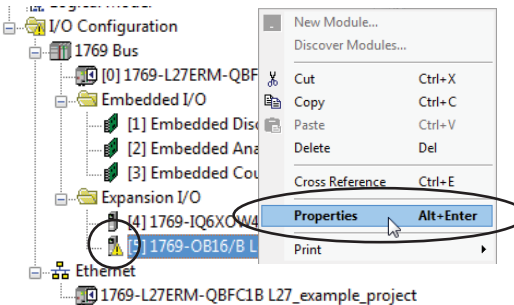 I/O Configuration
1769 Bus
[0] 1769-L27ERM-QBF
Embedded I/O
[1] Embedded Disc
[2] Embedded Ana
[3] Embedded Cou
Expansion I/O
[4] 1769-IQ6XOW4
[5] 1769-OB16/B L
Ethernet
1769-L27ERM-QBFC1B L27_example_project
New Module...
Discover Modules...
Cut Ctrl+X
Copy Ctrl+C
Paste Ctrl+V
Delete Del
Cross Reference Ctrl+E
Properties Alt+Enter
Print